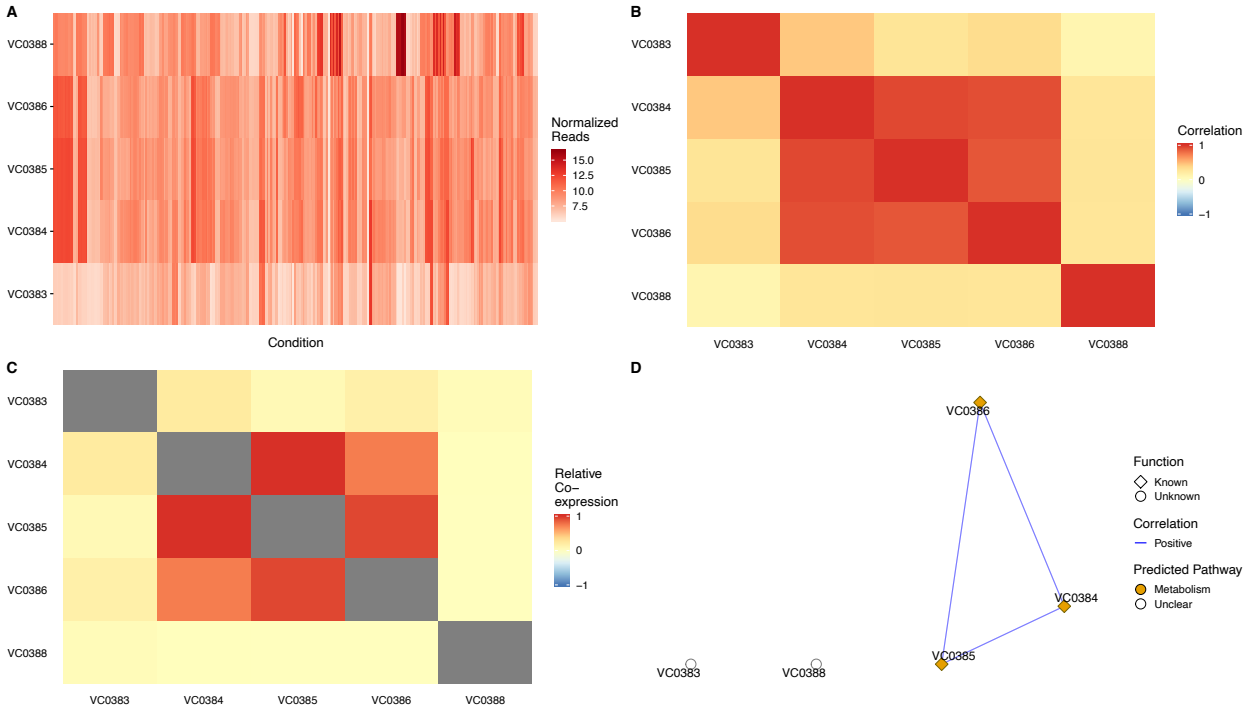 A
VC0388
VC0386
VC0385
VC0384
VC0383
Condition
Normalized
Reads
15.0
12.5
10.0
7.5
B
VC0383
VC0384
VC0385
VC0386
VC0388
VC0383
VC0384
VC0385
VC0386
VC0388
Correlation
1
0
−1
C
VC0383
VC0384
VC0385
VC0386
VC0388
VC0383
VC0384
VC0385
VC0386
VC0388
Relative
Co−
expression
1
0
−1
D
VC0386
VC0384
VC0385
VC0383
VC0388
Function
Known
Unknown
Correlation
Positive
Predicted Pathway
Metabolism
Unclear